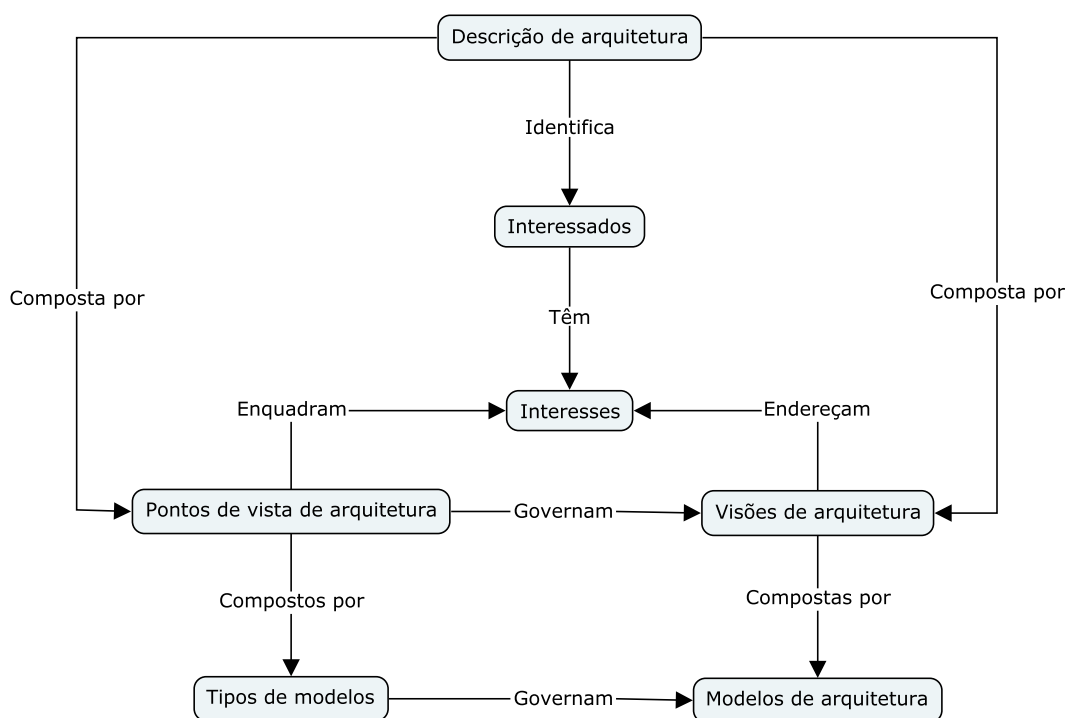 Descrição de arquitetura
Identifica
Interessados
Composta por
Composta por
Têm
Enquadram
Interesses
Endereçam
Pontos de vista de arquitetura
Governam
Visões de arquitetura
Compostos por
Compostas por
Tipos de modelos
Governam
Modelos de arquitetura